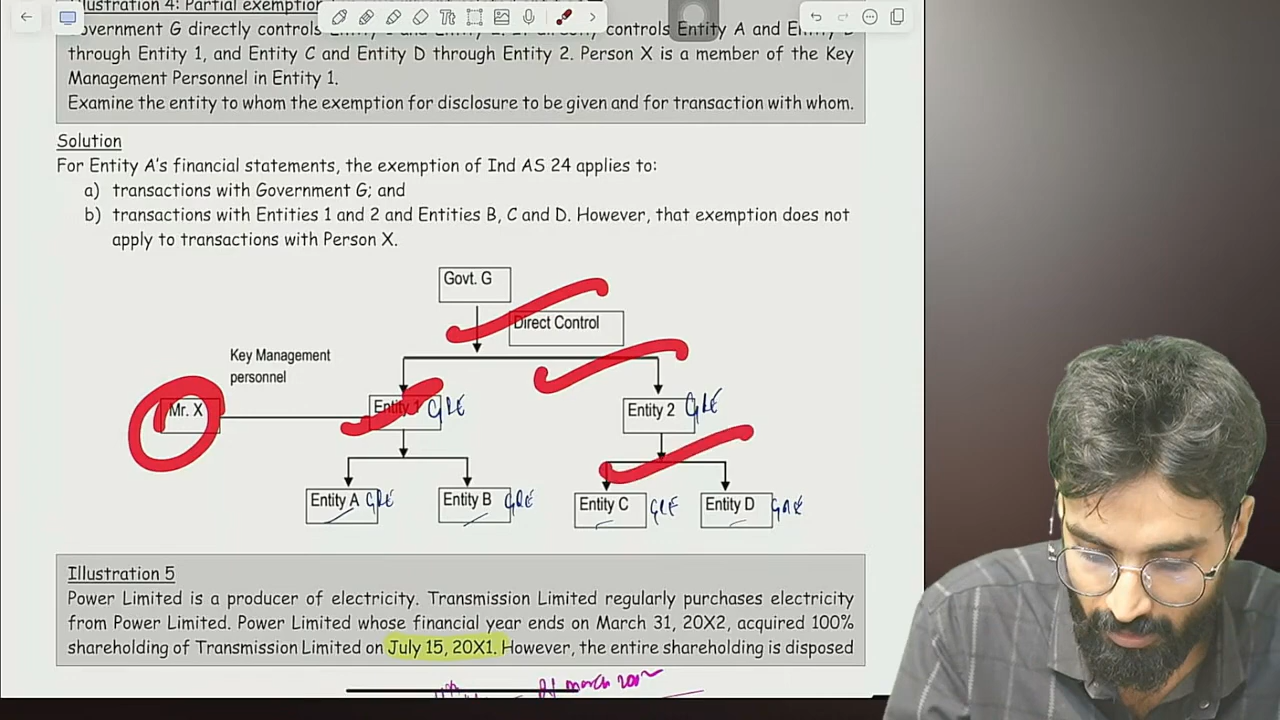 Illustration 4: Partial exemption
Government G directly controls Entity 1 and Entity 2. It controls Entity A and Entity
through Entity 1, and Entity C and Entity D through Entity 2. Person X is a member of the Key
Management Personnel in Entity 1.
Examine the entity to whom the exemption for disclosure to be given and for transaction with whom.
Solution
For Entity A's financial statements, the exemption of Ind AS 24 applies to:
a) transactions with Government G; and
b) transactions with Entities 1 and 2 and Entities B, C and D. However, that exemption does not
apply to transactions with Person X.
Govt. G
Direct Control
Key Management
personnel
Mr. X
Entity 1 GRE
Entity 2 GRE
Entity A GRE
Entity B GRE
Entity C GRE
Entity D GRE
Illustration 5
Power Limited is a producer of electricity. Transmission Limited regularly purchases electricity
from Power Limited. Power Limited whose financial year ends on March 31, 20X2, acquired 100%
shareholding of Transmission Limited on July 15, 20X1. However, the entire shareholding is disposed
march